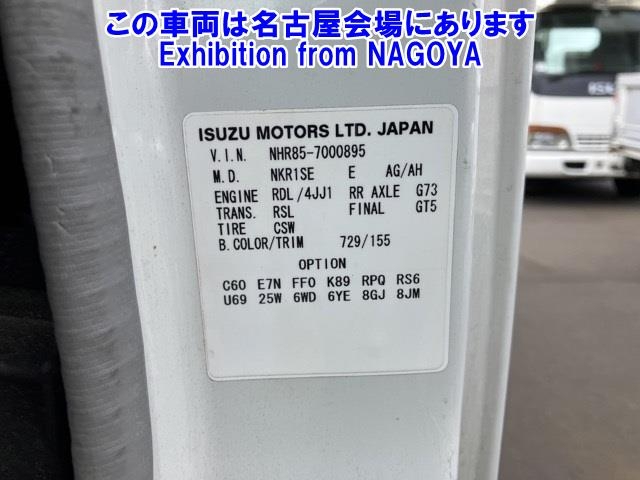 この車両は名古屋会場にあります
Exhibition from NAGOYA
ISUZU MOTORS LTD. JAPAN
V.I.N. NHR85-7000895
M.D. NKR1SE E AG/AH
ENGINE RDL/4JJ1 RR AXLE G73
TRANS. RSL FINAL GT5
TIRE CSW
B.COLOR/TRIM 729/155
OPTION
C60 E7N FFO K89 RPQ RS6
U69 25W 6WD 6YE 8GJ 8JM